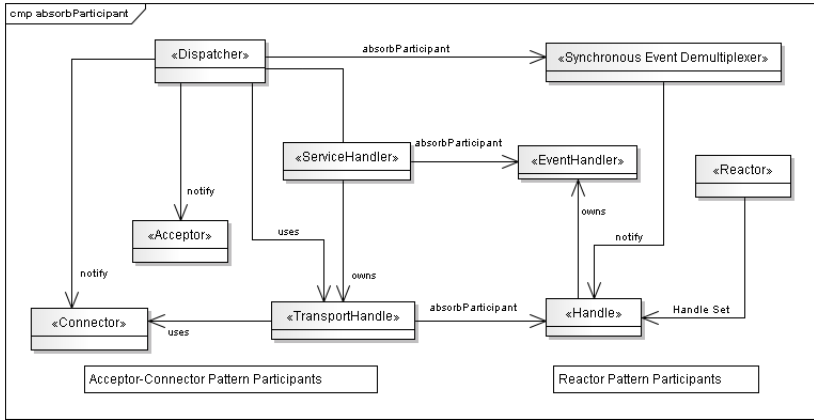 cmp absorbParticipant
«Dispatcher»
absorbParticipant
«Synchronous Event Demultiplexer»
«ServiceHandler»
absorbParticipant
«EventHandler»
«Reactor»
notify
«Acceptor»
uses
owns
notify
notify
owns
«Connector»
uses
«TransportHandle»
absorbParticipant
«Handle»
Handle Set
Acceptor-Connector Pattern Participants
Reactor Pattern Participants